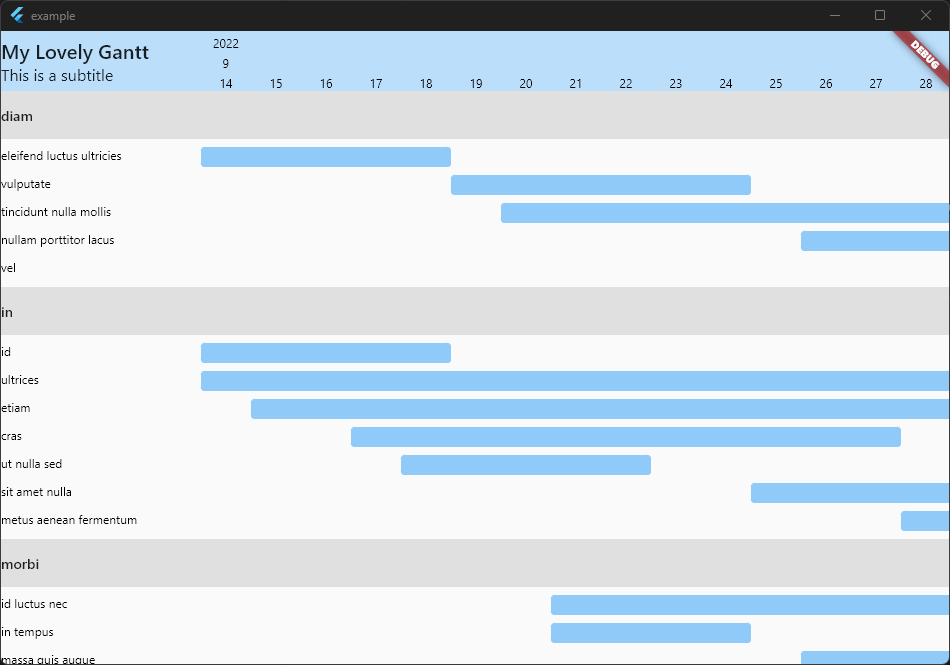 example
2022
My Lovely Gantt
9
This is a subtitle
14 15 16 17 18 19 20 21 22 23 24 25 26 27 28
DEBUG
diam
eleifend luctus ultricies
vulputate
tincidunt nulla mollis
nullam porttitor lacus
vel
in
id
ultrices
etiam
cras
ut nulla sed
sit amet nulla
metus aenean fermentum
morbi
id luctus nec
in tempus
massa quis augue